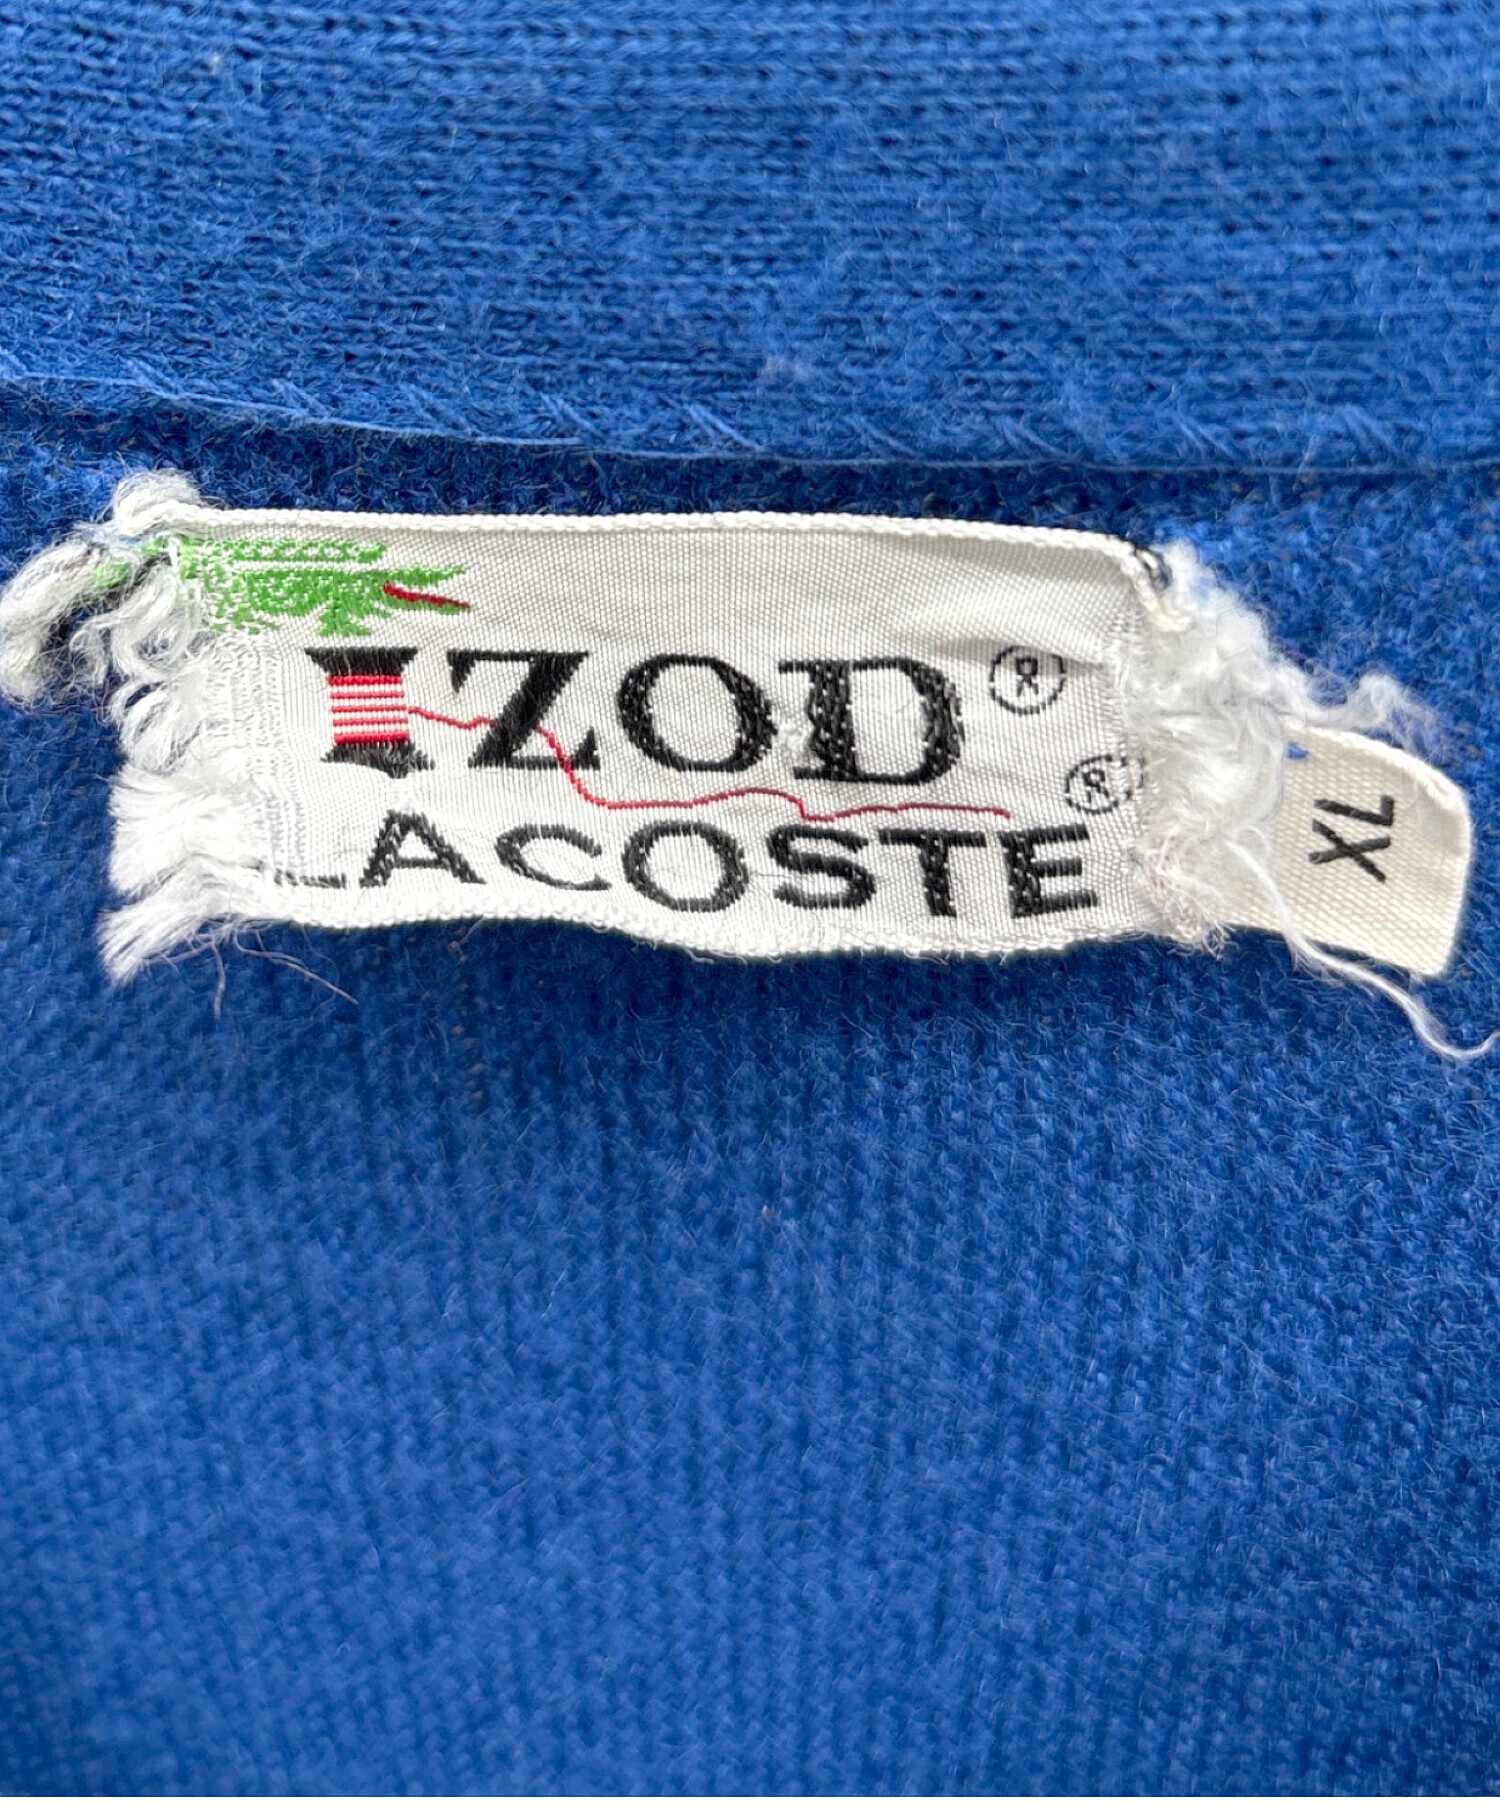 IZOD ®
®
LACOSTE
XL